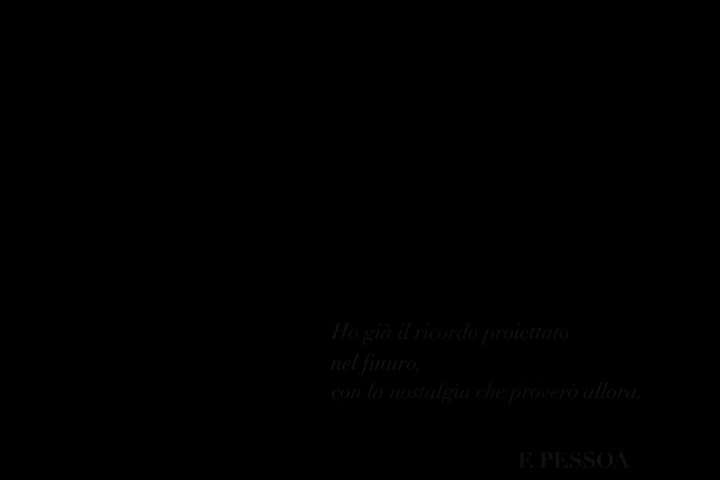 Ho già il ricordo proiettato
nel futuro,
con la nostalgia che proverò allora.
F. PESSOA